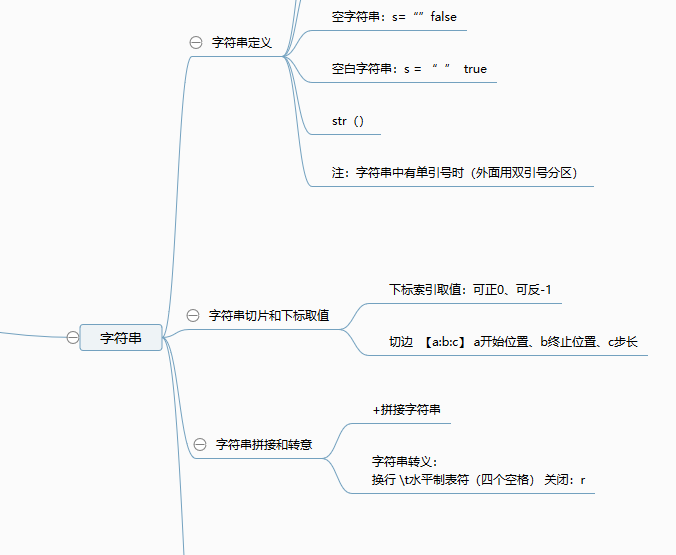 空字符串：s=“”false
字符串定义
空白字符串：s = “ ” true
str（）
注：字符串中有单引号时（外面用双引号分区）
下标索引取值：可正0、可反-1
字符串切片和下标取值
字符串
切边 【a:b:c】 a开始位置、b终止位置、c步长
+拼接字符串
字符串拼接和转意
字符串转义：
换行 \t水平制表符（四个空格） 关闭：r